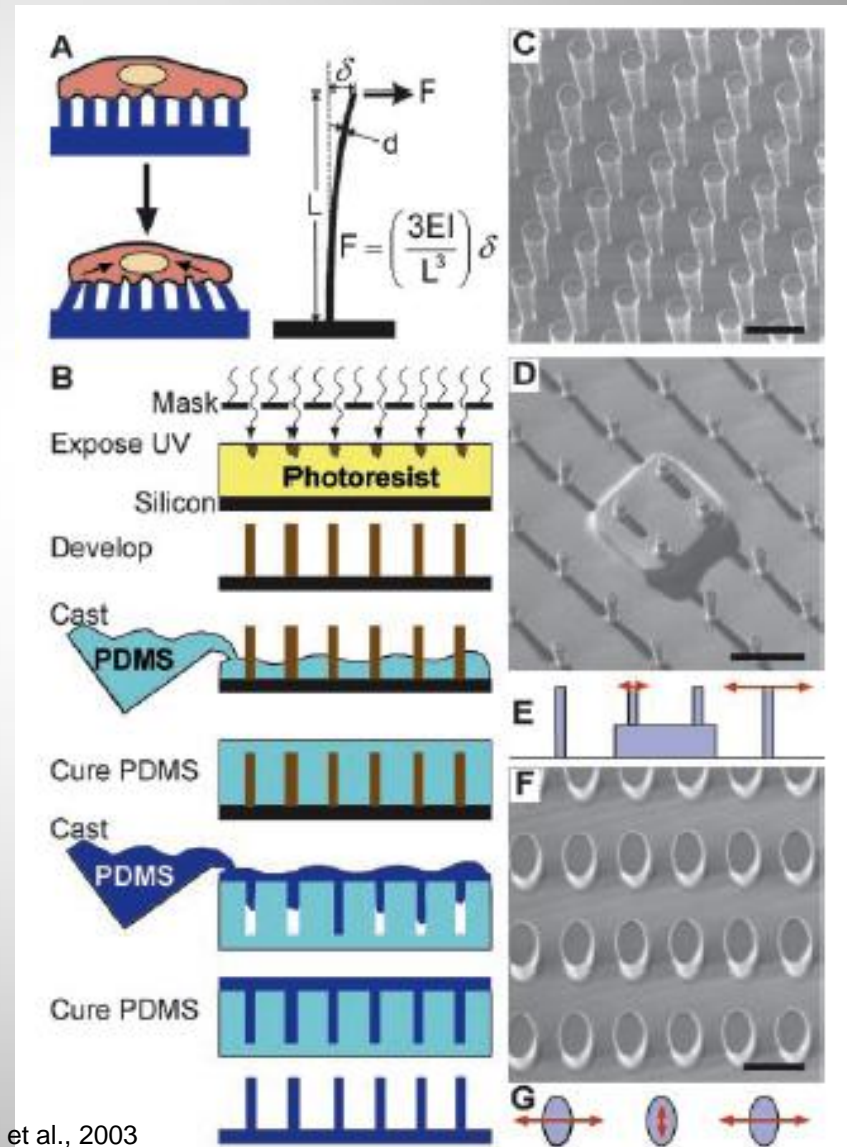 A
δ
F
d
L
F = (3EI/L³) δ
B
Mask
Expose UV
Photoresist
Silicon
Develop
Cast
PDMS
Cure PDMS
Cast
PDMS
Cure PDMS
C
D
E
F
G
et al., 2003